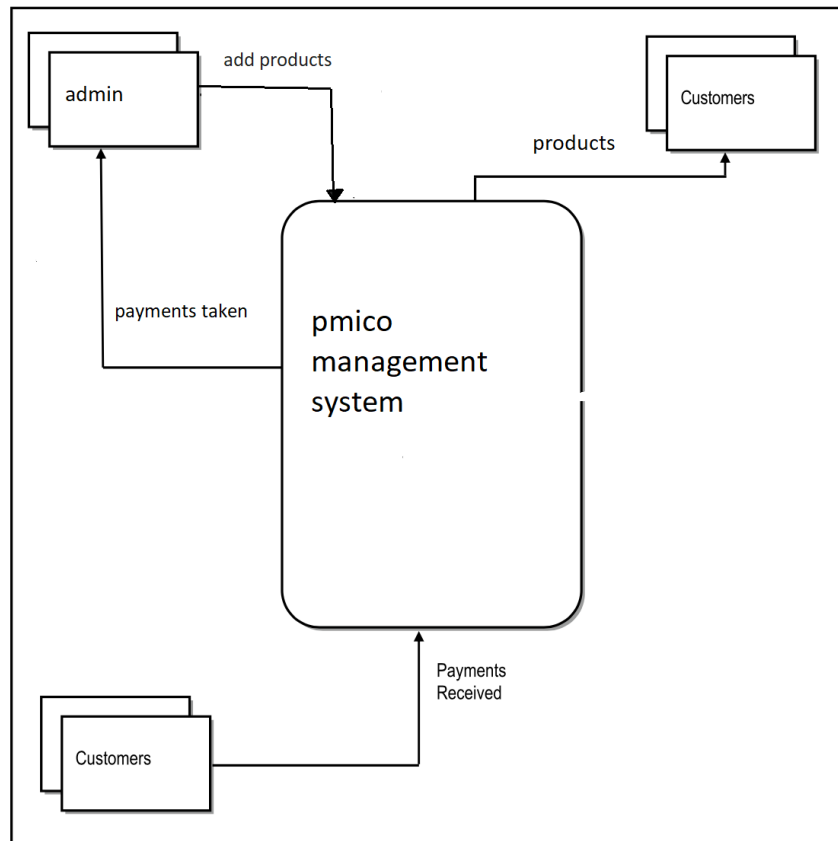 add products
admin
Customers
products
payments taken
pmico
management
system
Payments
Received
Customers